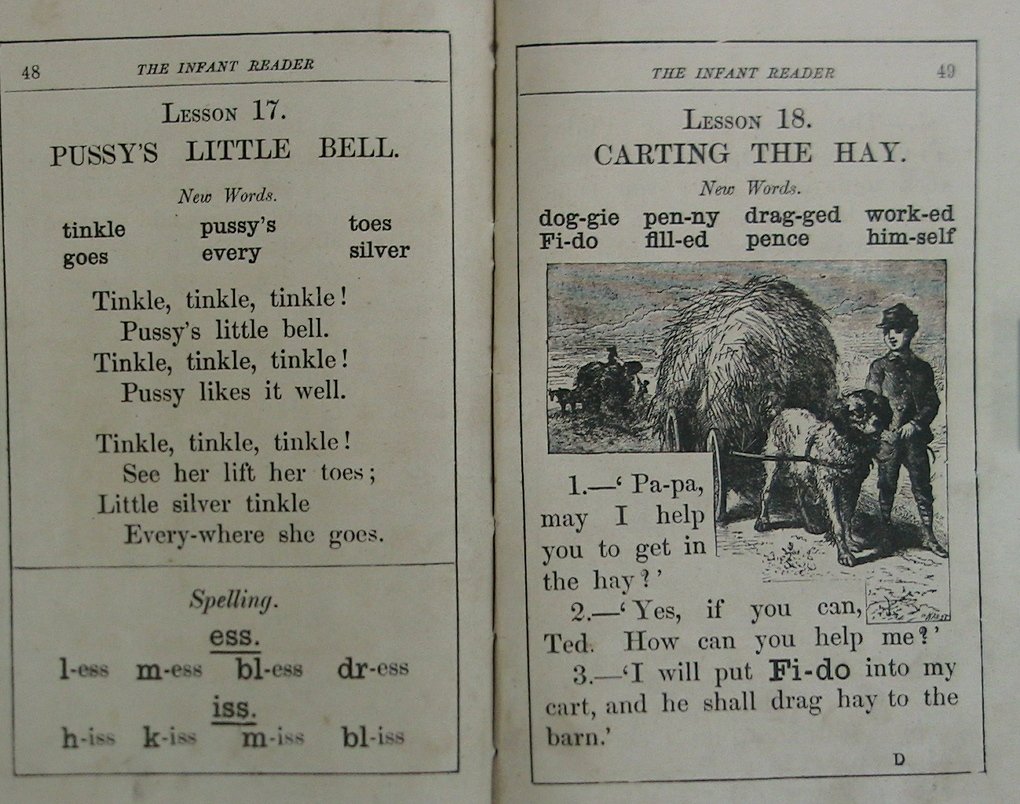 48 THE INFANT READER
LESSON 17.
PUSSY'S LITTLE BELL.
New Words.
tinkle pussy's toes
goes every silver
Tinkle, tinkle, tinkle!
Pussy's little bell.
Tinkle, tinkle, tinkle!
Pussy likes it well.
Tinkle, tinkle, tinkle!
See her lift her toes;
Little silver tinkle
Every-where she goes.
Spelling.
ess.
l-ess m-ess bl-ess dr-ess
iss.
h-iss k-iss m-iss bl-iss
THE INFANT READER 49
LESSON 18.
CARTING THE HAY.
New Words.
dog-gie pen-ny drag-ged work-ed
Fi-do fill-ed pence him-self
1.—‘Pa-pa,
may I help
you to get in
the hay?’
2.—‘Yes, if you can,
Ted. How can you help me?’
3.—‘I will put Fi-do into my
cart, and he shall drag hay to the
barn.’
D